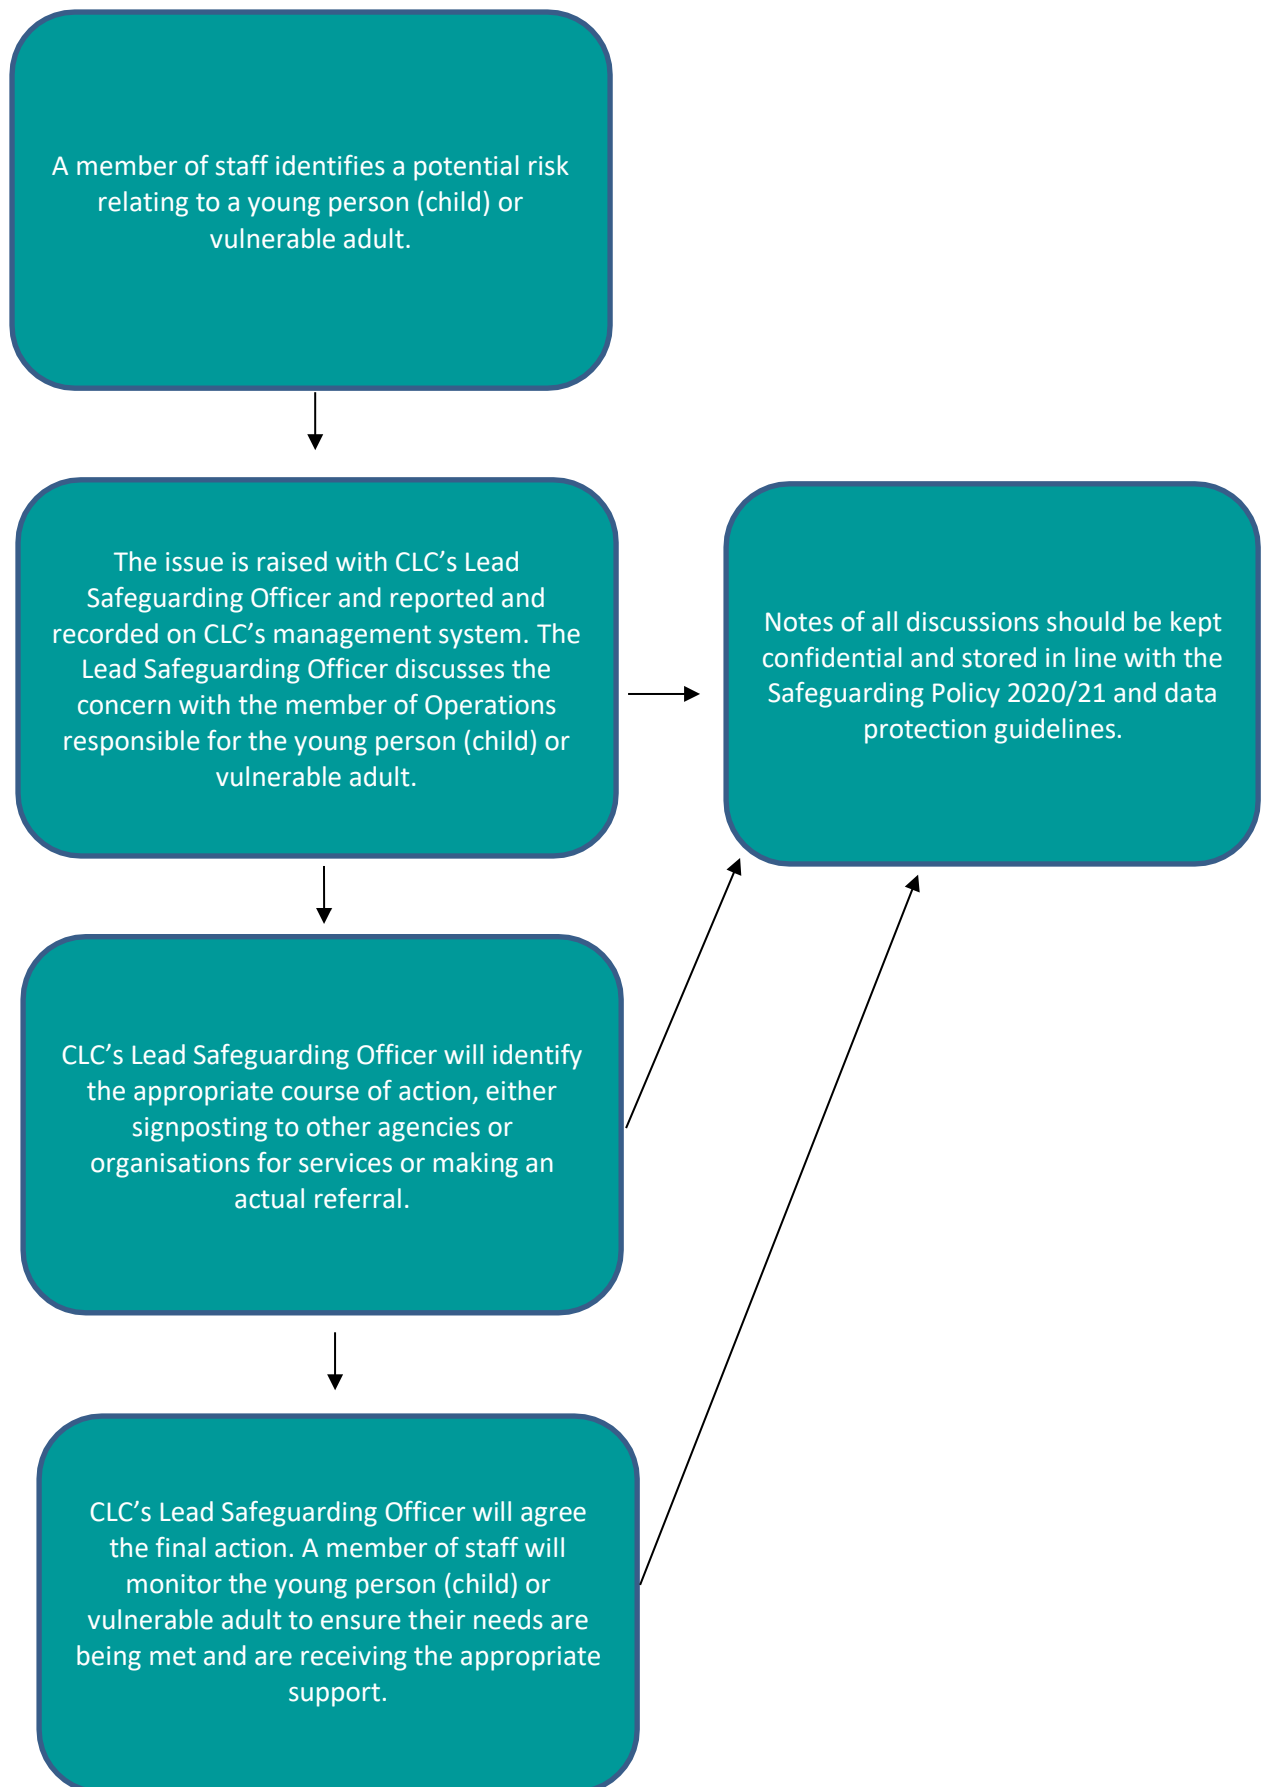 A member of staff identifies a potential risk
relating to a young person (child) or
vulnerable adult.
The issue is raised with CLC’s Lead
Safeguarding Officer and reported and
recorded on CLC’s management system. The
Lead Safeguarding Officer discusses the
concern with the member of Operations
responsible for the young person (child) or
vulnerable adult.
Notes of all discussions should be kept
confidential and stored in line with the
Safeguarding Policy 2020/21 and data
protection guidelines.
CLC’s Lead Safeguarding Officer will identify
the appropriate course of action, either
signposting to other agencies or
organisations for services or making an
actual referral.
CLC’s Lead Safeguarding Officer will agree
the final action. A member of staff will
monitor the young person (child) or
vulnerable adult to ensure their needs are
being met and are receiving the appropriate
support.